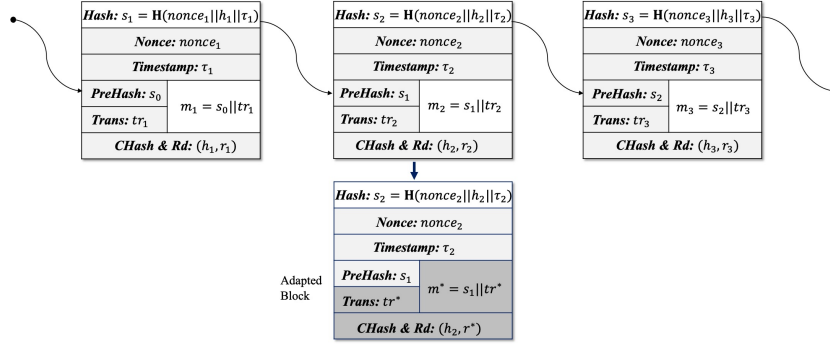 Hash: s₁ = H(nonce₁||h₁||τ₁)
Nonce: nonce₁
Timestamp: τ₁
PreHash: s₀
Trans: tr₁
m₁ = s₀||tr₁
CHash & Rd: (h₁, r₁)
Hash: s₂ = H(nonce₂||h₂||τ₂)
Nonce: nonce₂
Timestamp: τ₂
PreHash: s₁
Trans: tr₂
m₂ = s₁||tr₂
CHash & Rd: (h₂, r₂)
Hash: s₃ = H(nonce₃||h₃||τ₃)
Nonce: nonce₃
Timestamp: τ₃
PreHash: s₂
Trans: tr₃
m₃ = s₂||tr₃
CHash & Rd: (h₃, r₃)
Adapted
Block
Hash: s₂ = H(nonce₂||h₂||τ₂)
Nonce: nonce₂
Timestamp: τ₂
PreHash: s₁
Trans: tr*
m* = s₁||tr*
CHash & Rd: (h₂, r*)